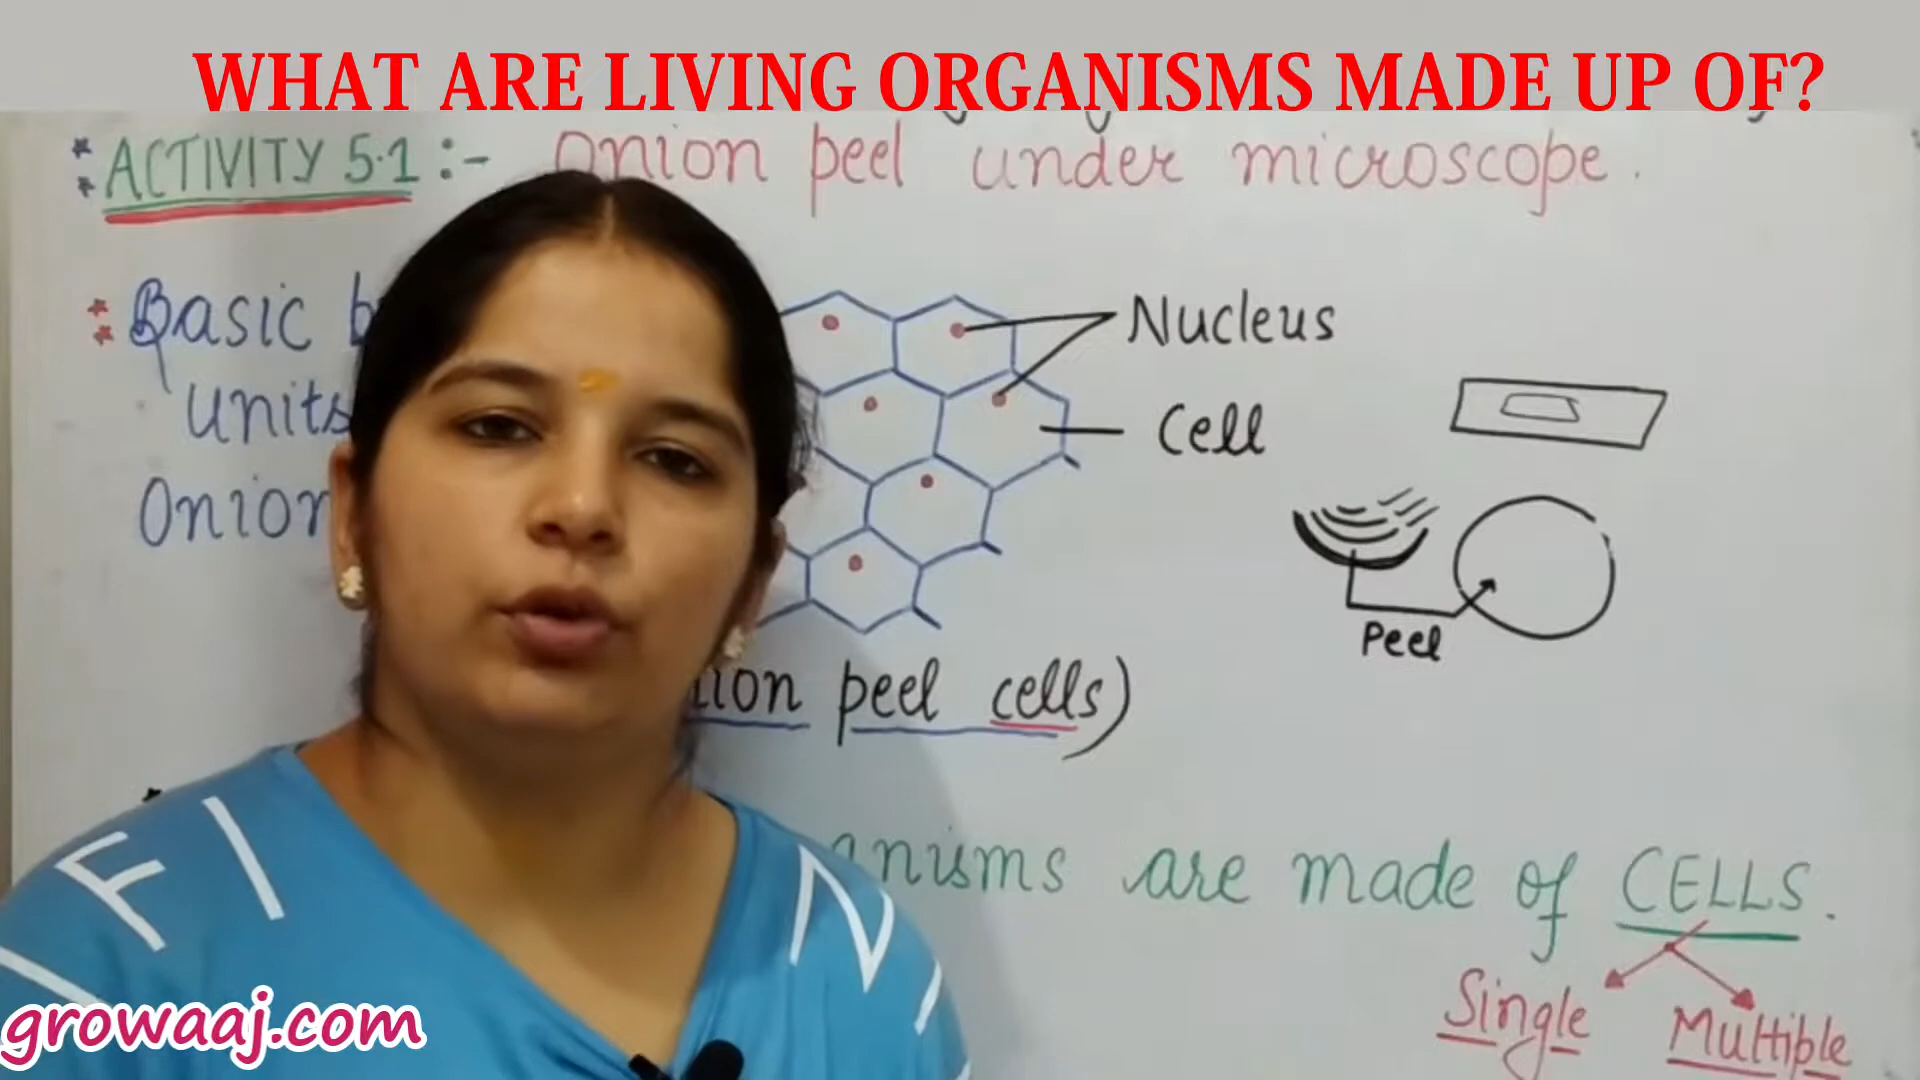 WHAT ARE LIVING ORGANISMS MADE UP OF?
ACTIVITY 5.1 :- Onion peel under microscope.
Basic
units
Onion
Nucleus
Cell
Peel
peel cells)
are made of CELLS.
Single
Multiple
FI
N
growaaj.com